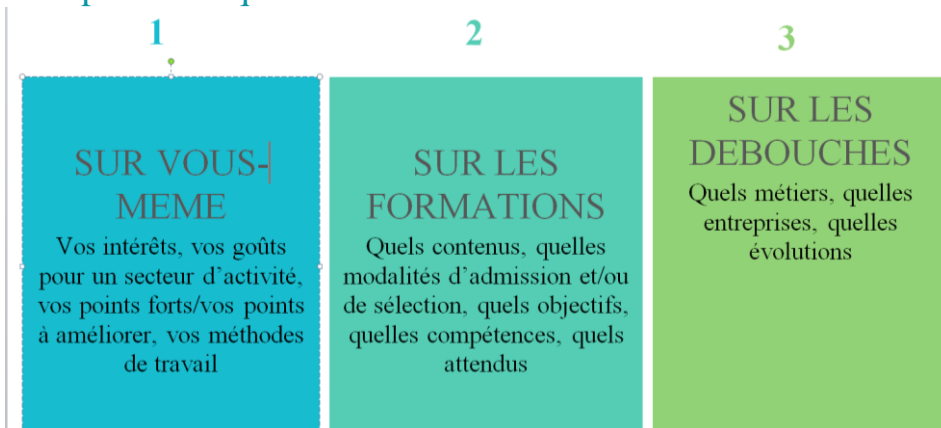 1
SUR VOUS-
MEME
Vos intérêts, vos goûts
pour un secteur d'activité,
vos points forts/vos points
à améliorer, vos méthodes
de travail
2
SUR LES
FORMATIONS
Quels contenus, quelles
modalités d'admission et/ou
de sélection, quels objectifs,
quelles compétences, quels
attendus
3
SUR LES
DEBOUCHES
Quels métiers, quelles
entreprises, quelles
évolutions